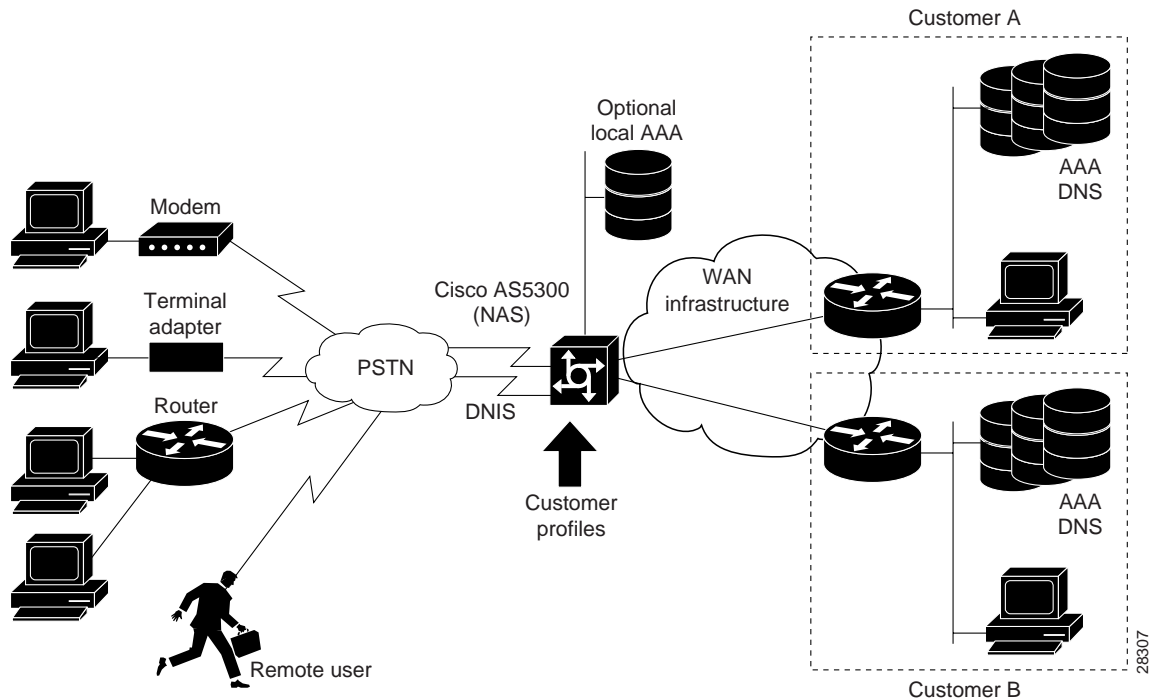 Customer A
Optional
local AAA
AAA
DNS
Modem
Cisco AS5300
(NAS)
WAN
infrastructure
Terminal
adapter
PSTN
DNIS
Router
Customer
profiles
AAA
DNS
Remote user
Customer B
28307